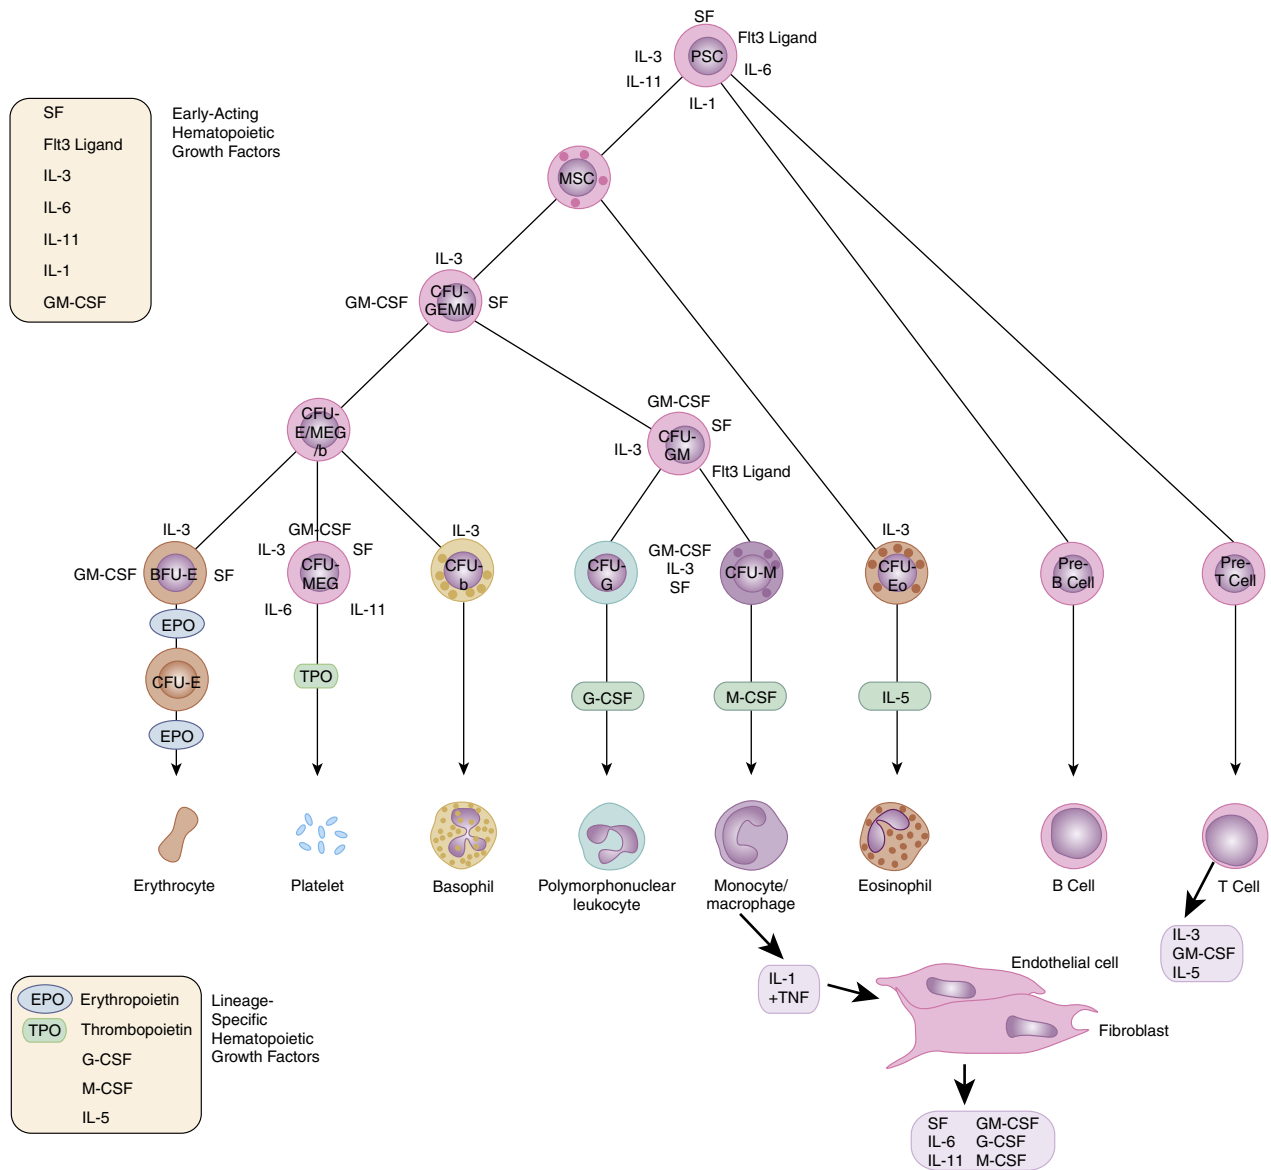 SF
Flt3 Ligand
IL-3
PSC
IL-6
IL-11
IL-1
SF
Flt3 Ligand
IL-3
IL-6
IL-11
IL-1
GM-CSF
Early-Acting
Hematopoietic
Growth Factors
MSC
IL-3
GM-CSF
CFU-
GEMM
SF
CFU-
E/MEG
/b
GM-CSF
SF
IL-3
CFU-
GM
Flt3 Ligand
IL-3
GM-CSF
BFU-E
SF
EPO
CFU-E
EPO
GM-CSF
IL-3
SF
CFU-
MEG
IL-6
IL-11
TPO
IL-3
CFU-
b
CFU-
G
G-CSF
GM-CSF
IL-3
SF
CFU-M
M-CSF
IL-3
CFU-
Eo
IL-5
Pre-
B Cell
Pre-
T Cell
Erythrocyte
Platelet
Basophil
Polymorphonuclear
leukocyte
Monocyte/
macrophage
Eosinophil
B Cell
T Cell
IL-3
GM-CSF
IL-5
IL-1
+TNF
Endothelial cell
Fibroblast
SF GM-CSF
IL-6 G-CSF
IL-11 M-CSF
EPO Erythropoietin
TPO Thrombopoietin
G-CSF
M-CSF
IL-5
Lineage-
Specific
Hematopoietic
Growth Factors